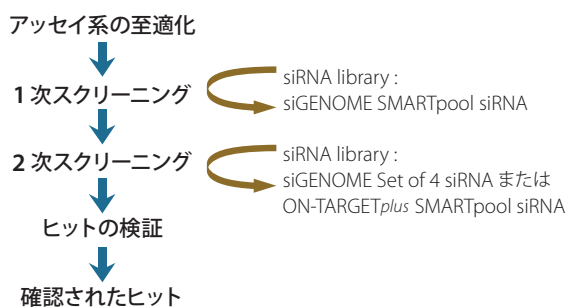 アッセイ系の至適化
1 次スクリーニング
siRNA library :
siGENOME SMARTpool siRNA
2 次スクリーニング
siRNA library :
siGENOME Set of 4 siRNA または
ON-TARGETplus SMARTpool siRNA
ヒットの検証
確認されたヒット